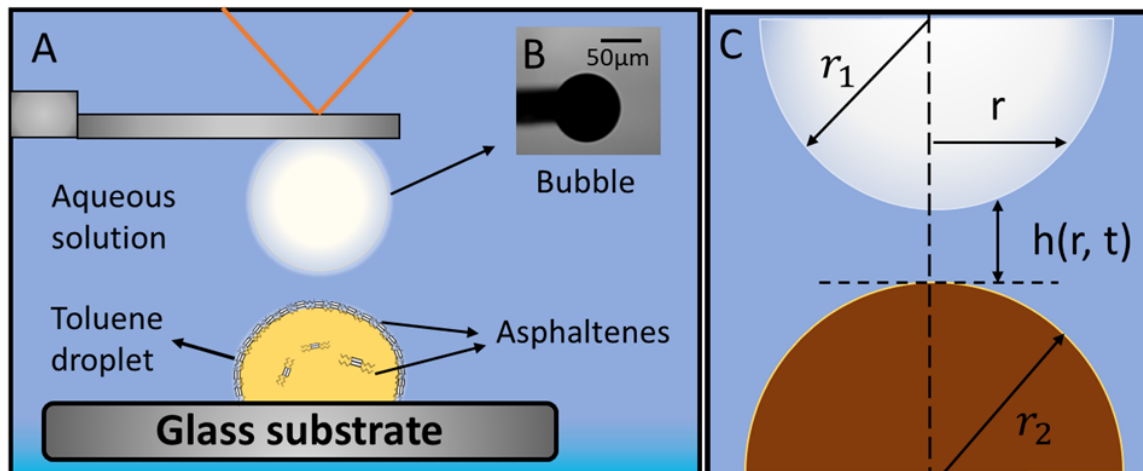 A
B
50μm
Bubble
Aqueous
solution
Toluene
droplet
Asphaltenes
Glass substrate
C
r₁
r
h(r, t)
r₂